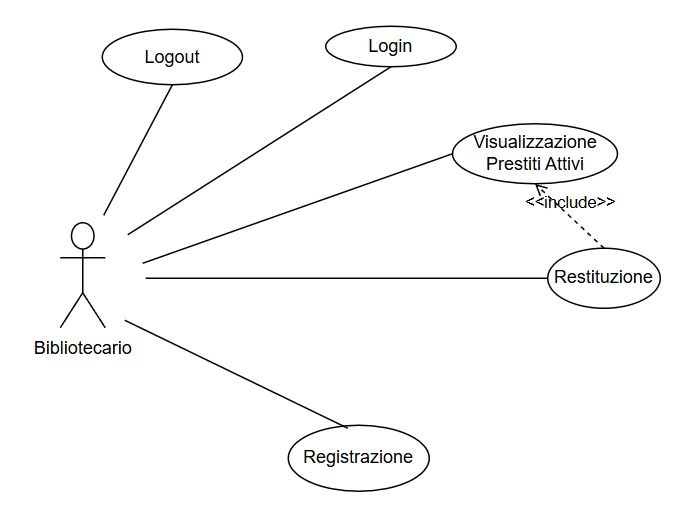 Logout
Login
Visualizzazione
Prestiti Attivi
<<include>>
Restituzione
Bibliotecario
Registrazione